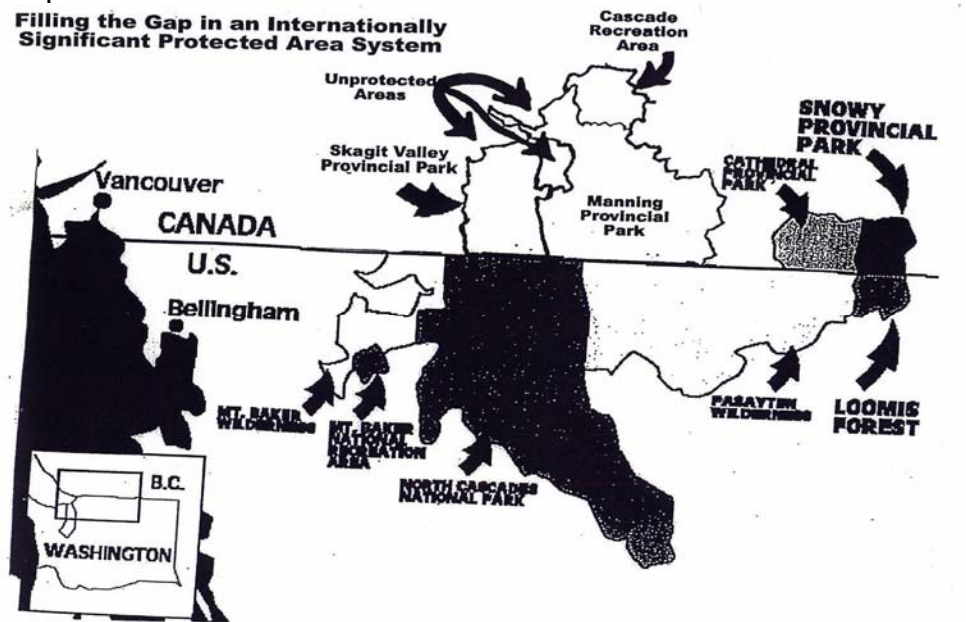 Filling the Gap in an Internationally
Significant Protected Area System
Cascade
Recreation
Area
Unprotected
Areas
SNOWY
PROVINCIAL
PARK
Skagit Valley
Provincial Park
CATHEDRAL
PROVINCIAL
PARK
Vancouver
Manning
Provincial
Park
CANADA
U.S.
Bellingham
MT. BAKER
WILDERNESS
MT. BAKER
NATIONAL
RECREATION
AREA
NORTH CASCADES
NATIONAL PARK
PASAYTEN
WILDERNESS
LOOMIS
FOREST
B.C.
WASHINGTON